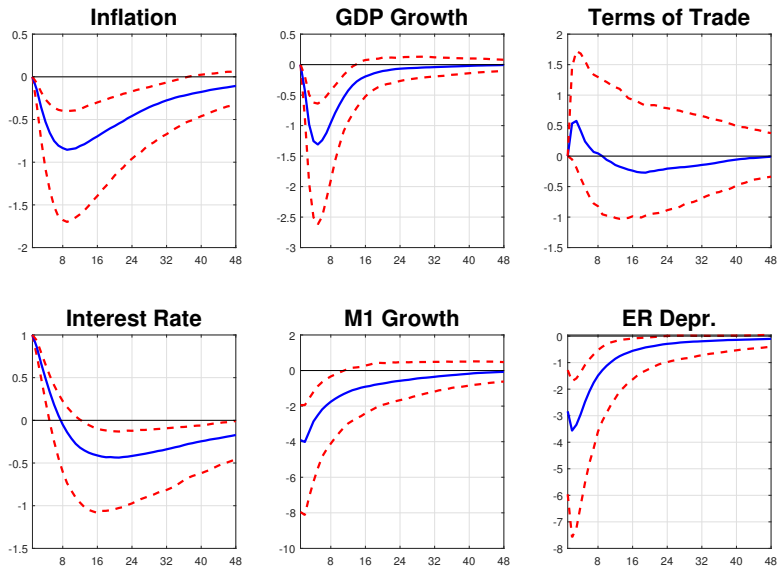 Inflation GDP Growth Terms of Trade
0.5 0.5 2
0 0 1.5
-0.5 -0.5 1
-1 -1 0.5
-1.5 -1.5 0
-2 -2 -0.5
-2.5 -1
-3 -1.5
8 16 24 32 40 48 8 16 24 32 40 48 8 16 24 32 40 48
Interest Rate M1 Growth ER Depr.
1 2 0
0.5 0 -1
0 -2 -2
-0.5 -4 -3
-1 -6 -4
-1.5 -8 -5
-10 -6
-7
-8
8 16 24 32 40 48 8 16 24 32 40 48 8 16 24 32 40 48